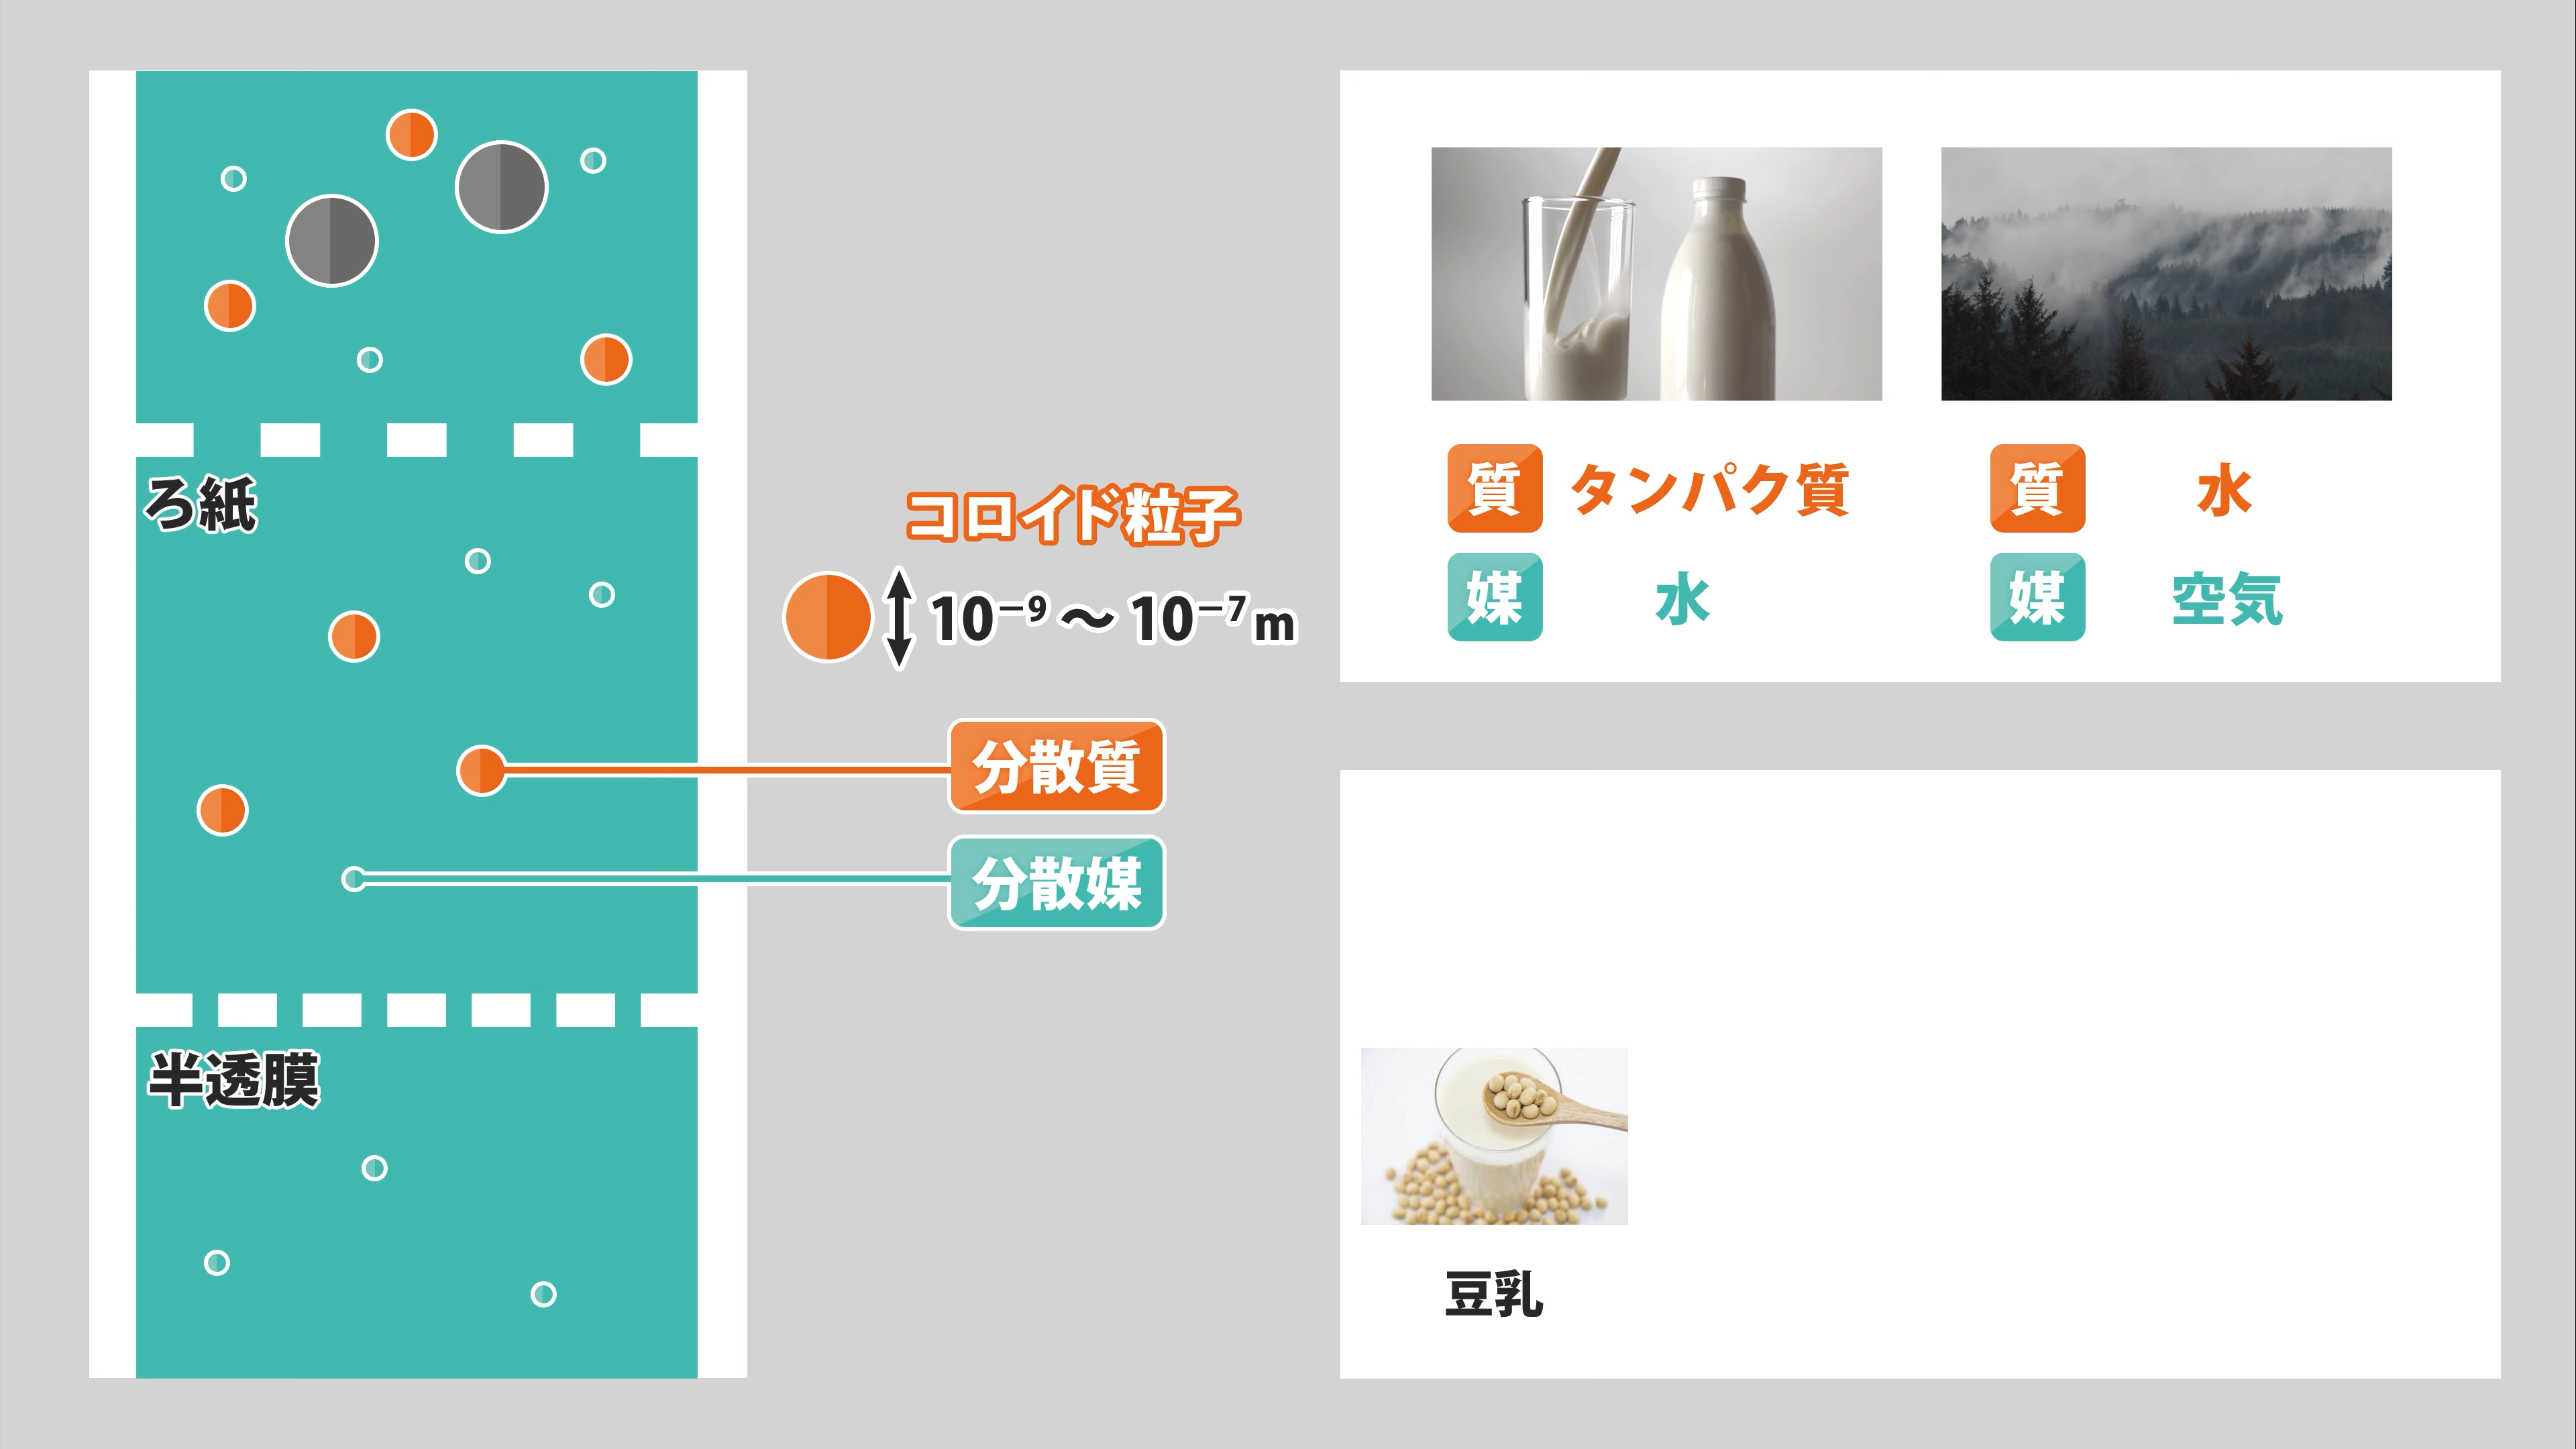 ろ紙
半透膜
コロイド粒子
10⁻⁹ ～ 10⁻⁷ m
分散質
分散媒
質 タンパク質
媒 水
質 水
媒 空気
豆乳